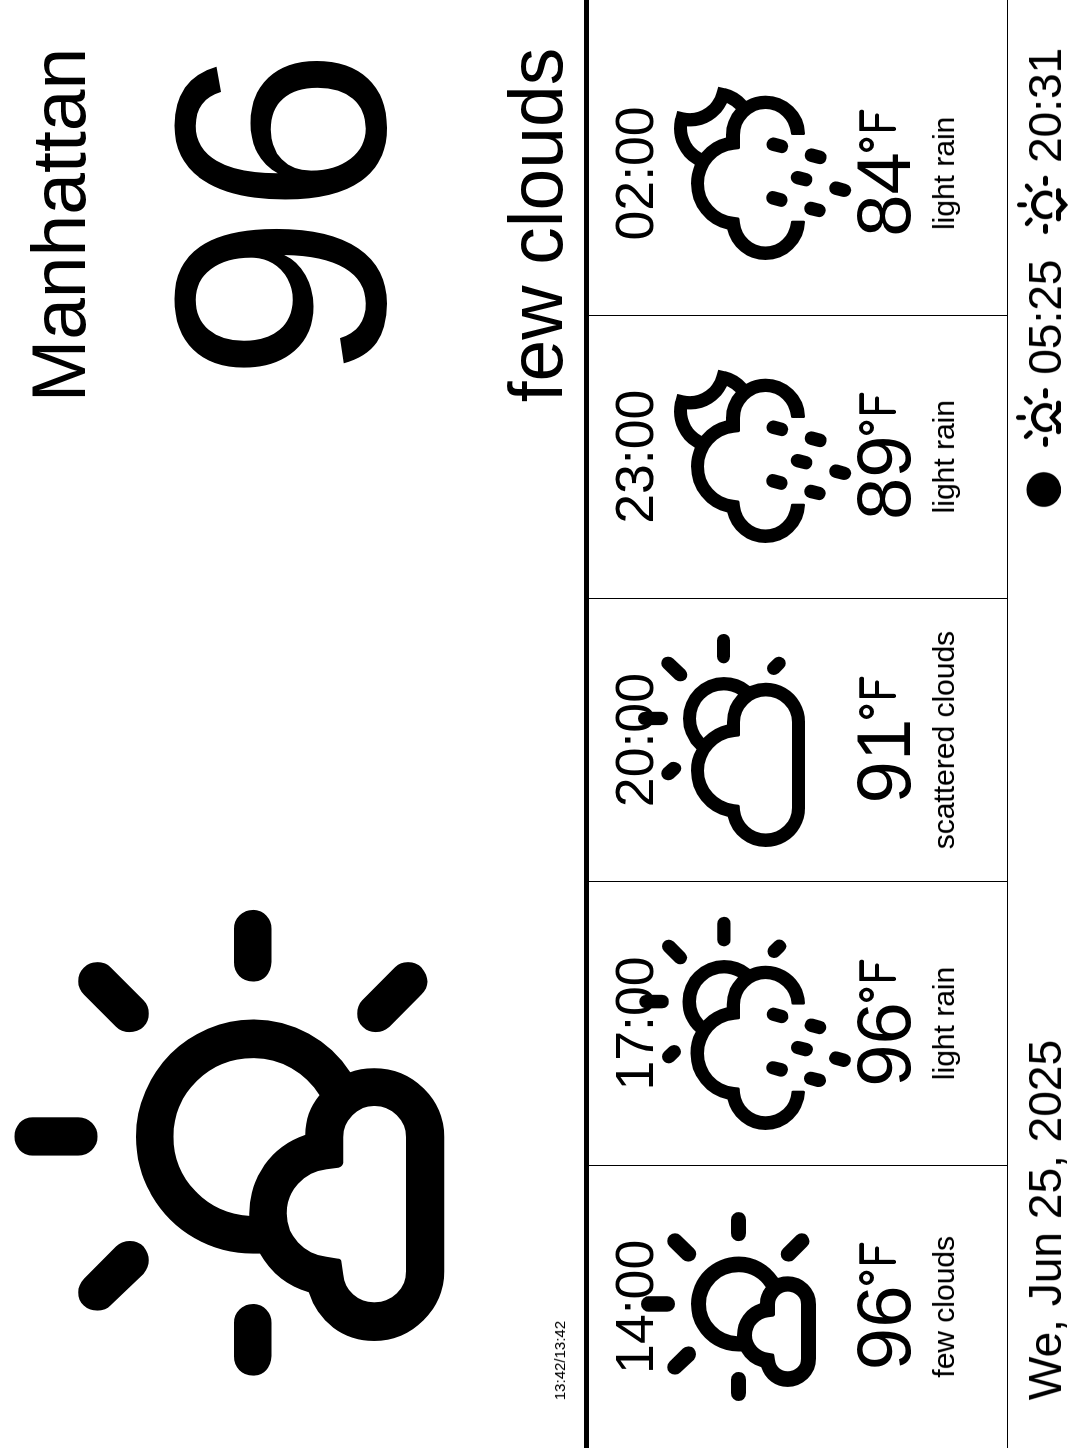 Manhattan
96
few clouds
13:42/13:42
14:00
96°F
few clouds
17:00
96°F
light rain
20:00
91°F
scattered clouds
23:00
89°F
light rain
02:00
84°F
light rain
We, Jun 25, 2025
05:25
20:31